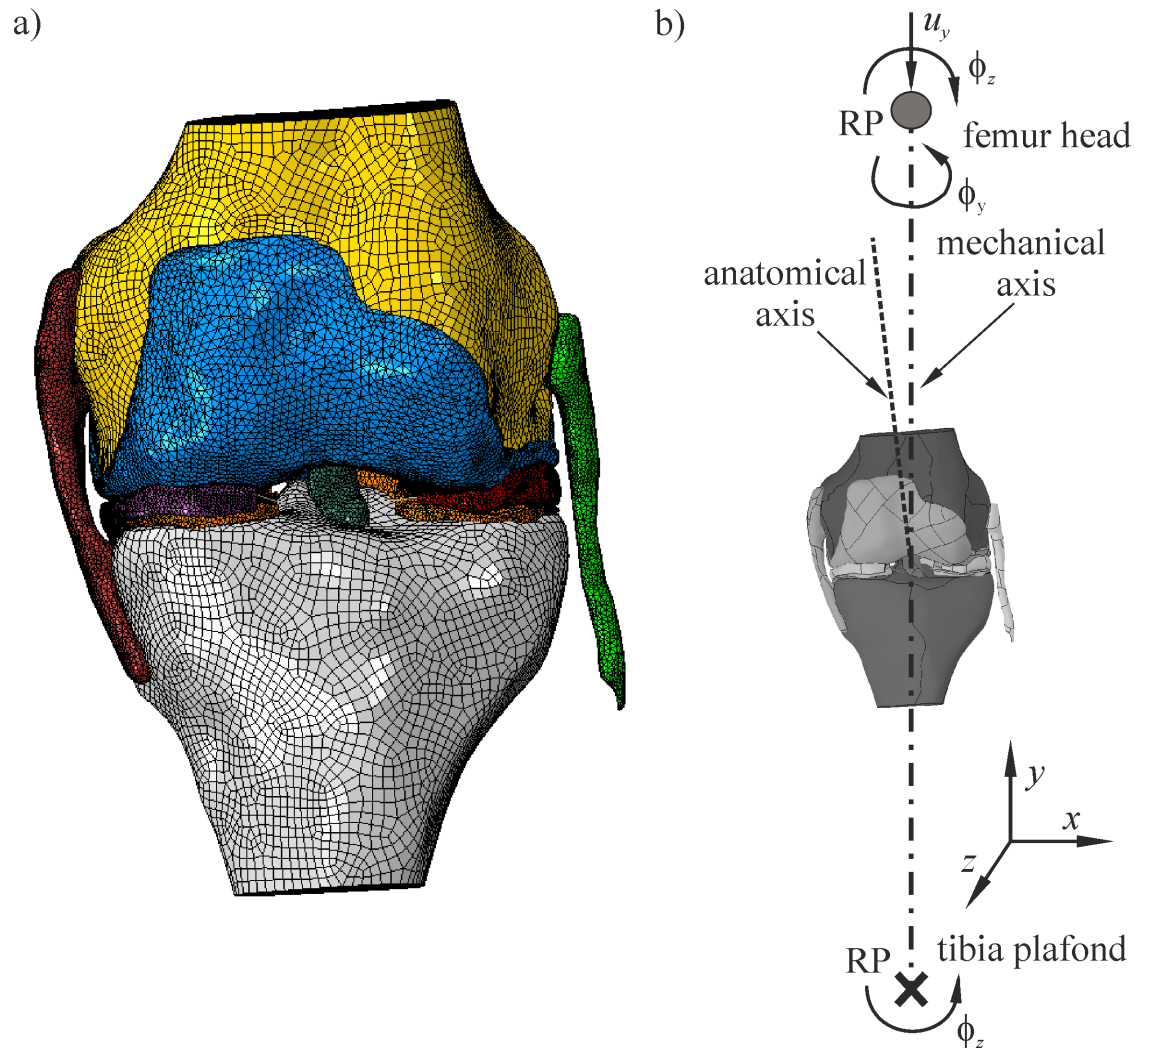 a)
b)
u_y
ϕ_z
RP
femur head
ϕ_y
mechanical
axis
anatomical
axis
y
x
z
RP
tibia plafond
ϕ_z